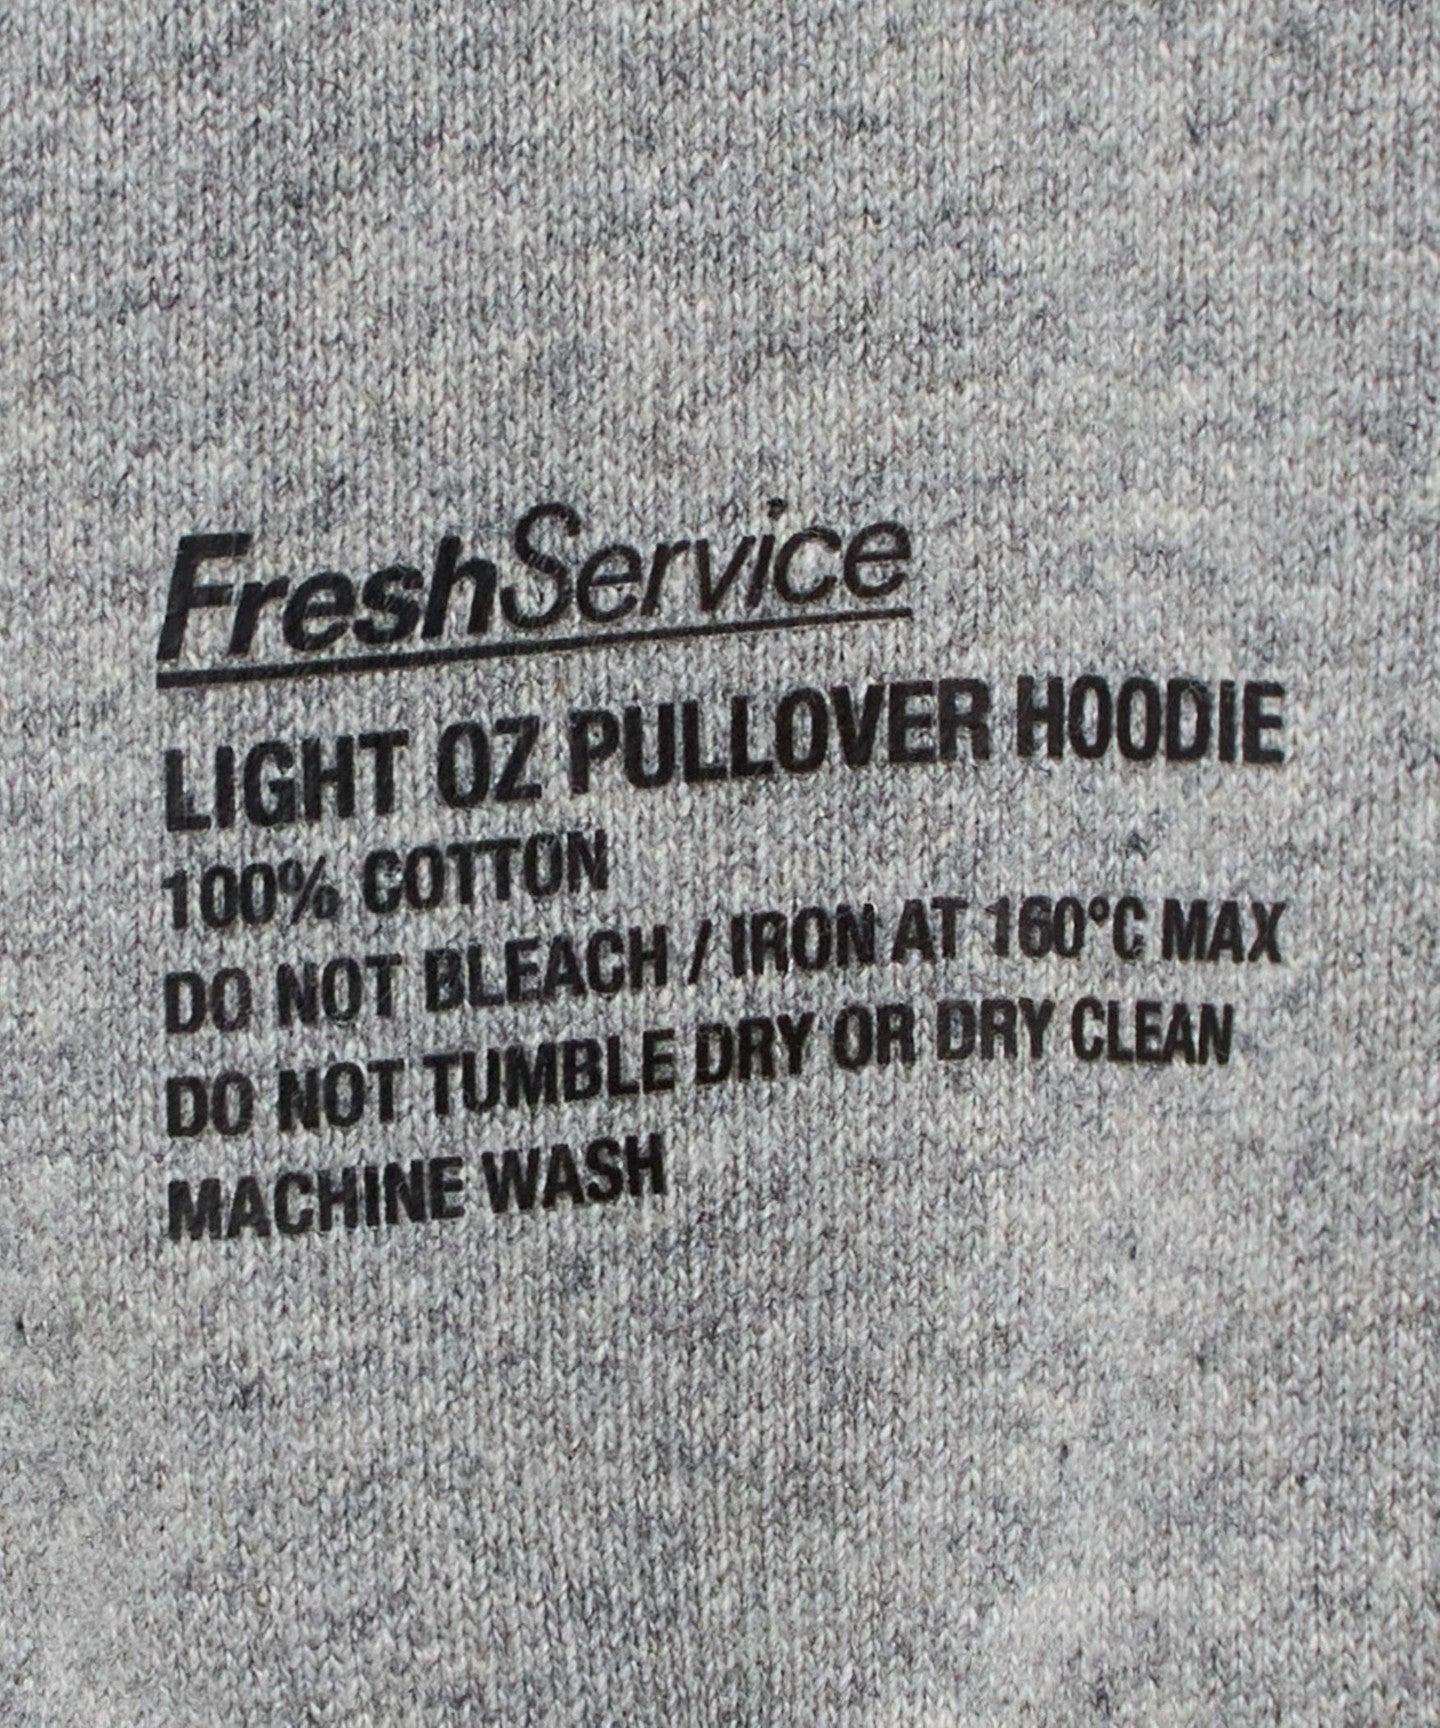 FreshService
LIGHT OZ PULLOVER HOODIE
100% COTTON
DO NOT BLEACH / IRON AT 160°C MAX
DO NOT TUMBLE DRY OR DRY CLEAN
MACHINE WASH